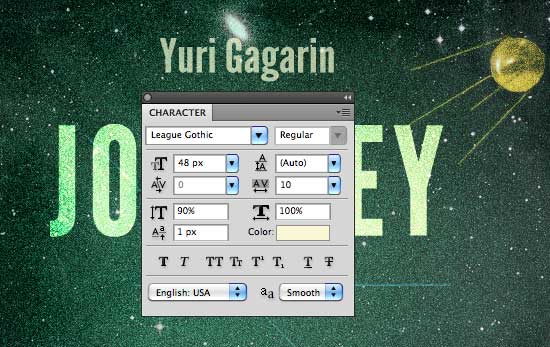 Yuri Gagarin
CHARACTER
League Gothic Regular
48 px (Auto)
0 10
90% 100%
1 px Color:
T T TT Tт T¹ T₁ T T
English: USA aa Smooth
JO EY